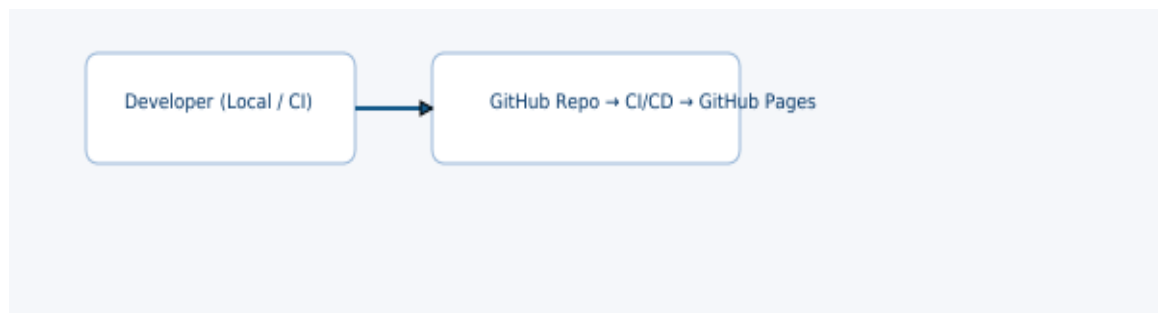 Developer (Local / CI)
GitHub Repo → CI/CD → GitHub Pages